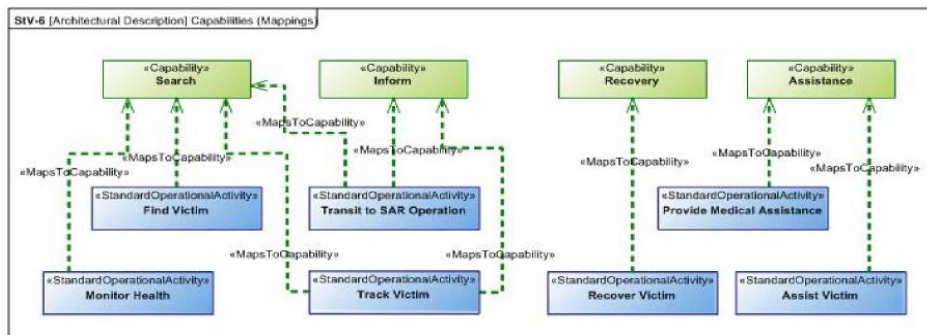 StV-6 [Architectural Description] Capabilities (Mappings)
«Capability»
Search
«Capability»
Inform
«Capability»
Recovery
«Capability»
Assistance
«MapsToCapability»
«MapsToCapability»
«MapsToCapability»
«MapsToCapability»
«MapsToCapability»
«MapsToCapability»
«MapsToCapability»
«MapsToCapability»
«StandardOperationalActivity»
Find Victim
«StandardOperationalActivity»
Transit to SAR Operation
«StandardOperationalActivity»
Provide Medical Assistance
«MapsToCapability»
«MapsToCapability»
«StandardOperationalActivity»
Monitor Health
«StandardOperationalActivity»
Track Victim
«StandardOperationalActivity»
Recover Victim
«StandardOperationalActivity»
Assist Victim